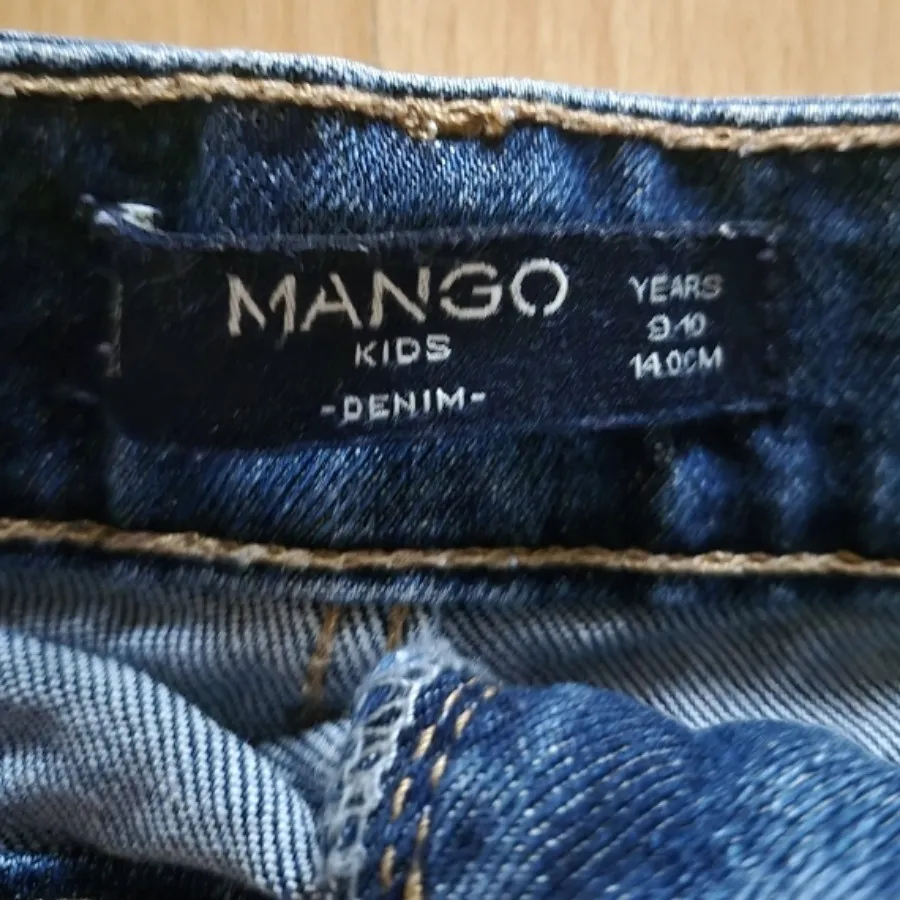 MANGO
KIDS
-DENIM-
YEARS
9-10
140CM